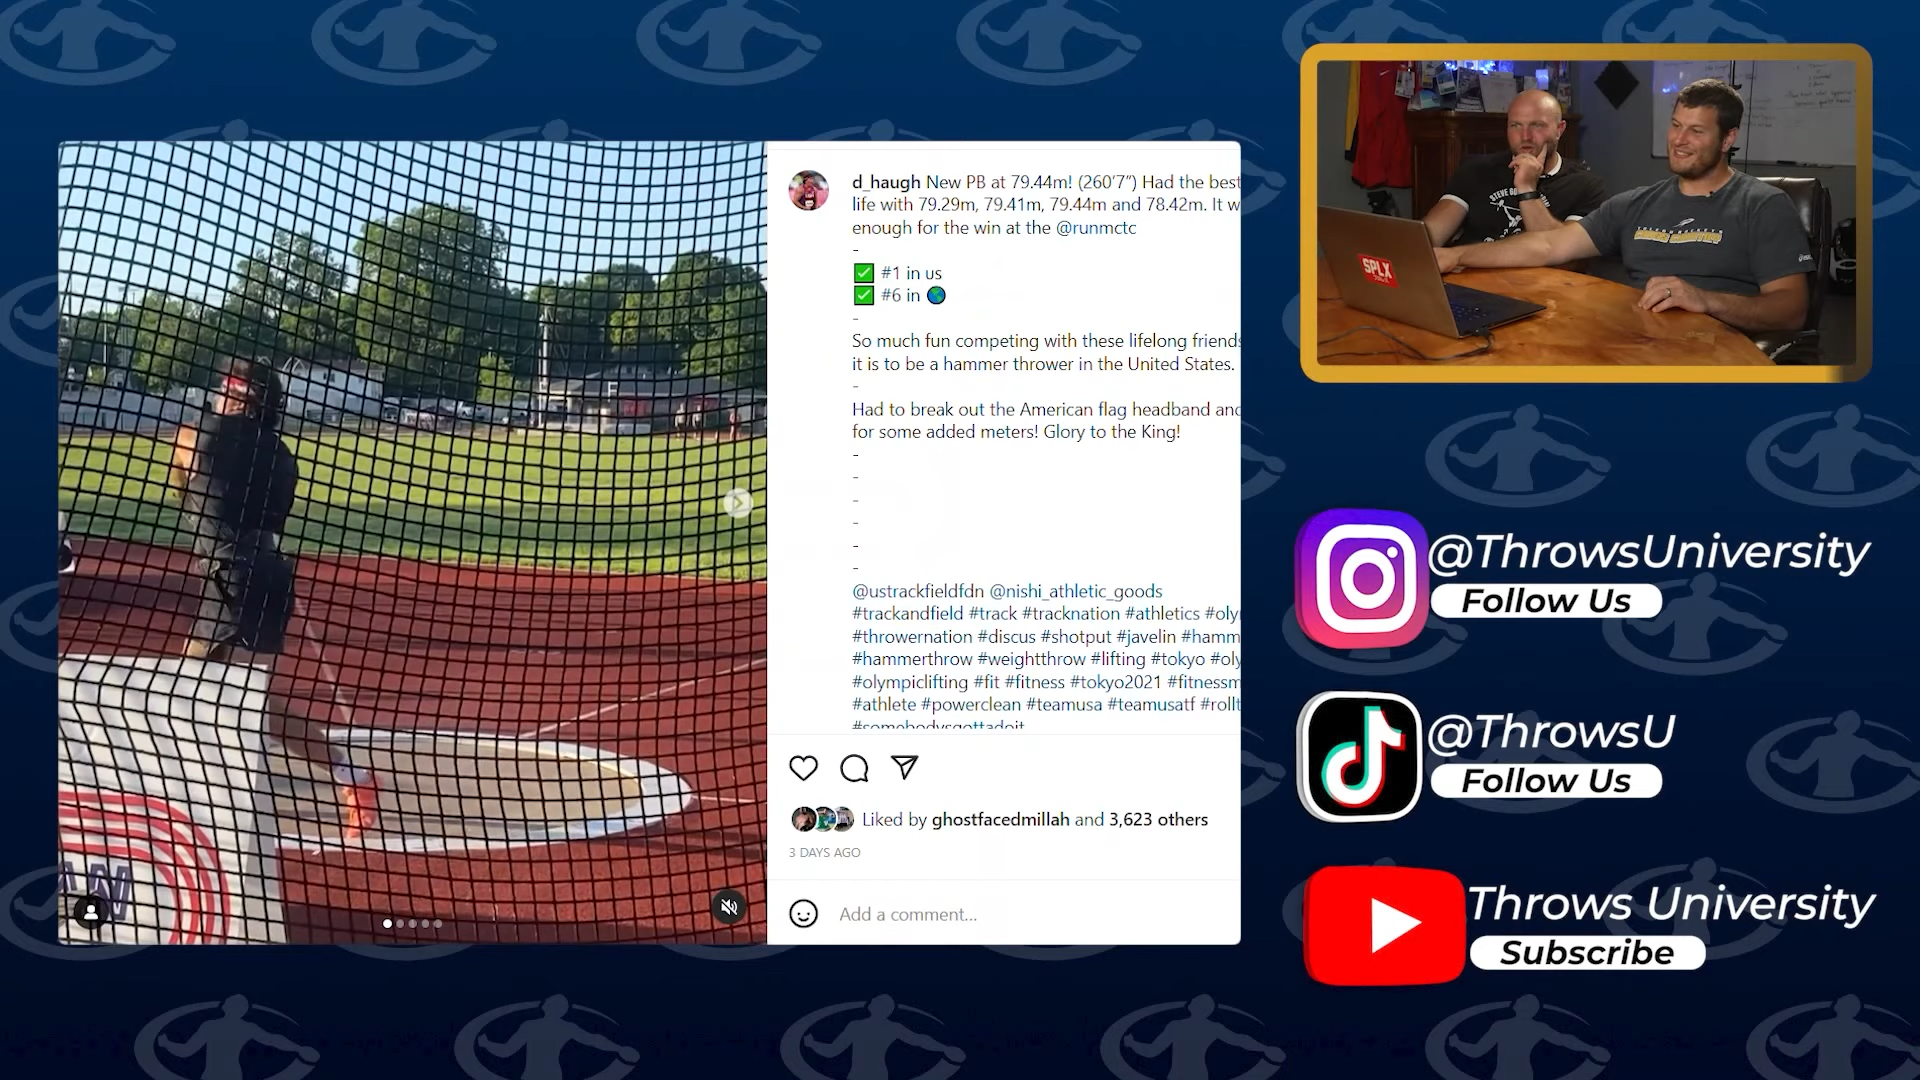 d_haugh New PB at 79.44m! (260'7") Had the best
life with 79.29m, 79.41m, 79.44m and 78.42m. It w
enough for the win at the @runmctc
-
✅ #1 in us
✅ #6 in 🌎
-
So much fun competing with these lifelong friends
it is to be a hammer thrower in the United States.
-
Had to break out the American flag headband and
for some added meters! Glory to the King!
-
-
-
-
-
-
@ustrackfieldfdn @nishi_athletic_goods
#trackandfield #track #tracknation #athletics #oly
#throwernation #discus #shotput #javelin #hamm
#hammerthrow #weightthrow #lifting #tokyo #oly
#olympiclifting #fit #fitness #tokyo2021 #fitnessm
#athlete #powerclean #teamusa #teamusatf #rollt
#somebodysgottadoit
Liked by ghostfacedmillah and 3,623 others
3 DAYS AGO
Add a comment...
SPLX
@ThrowsUniversity
Follow Us
@ThrowsU
Follow Us
Throws University
Subscribe